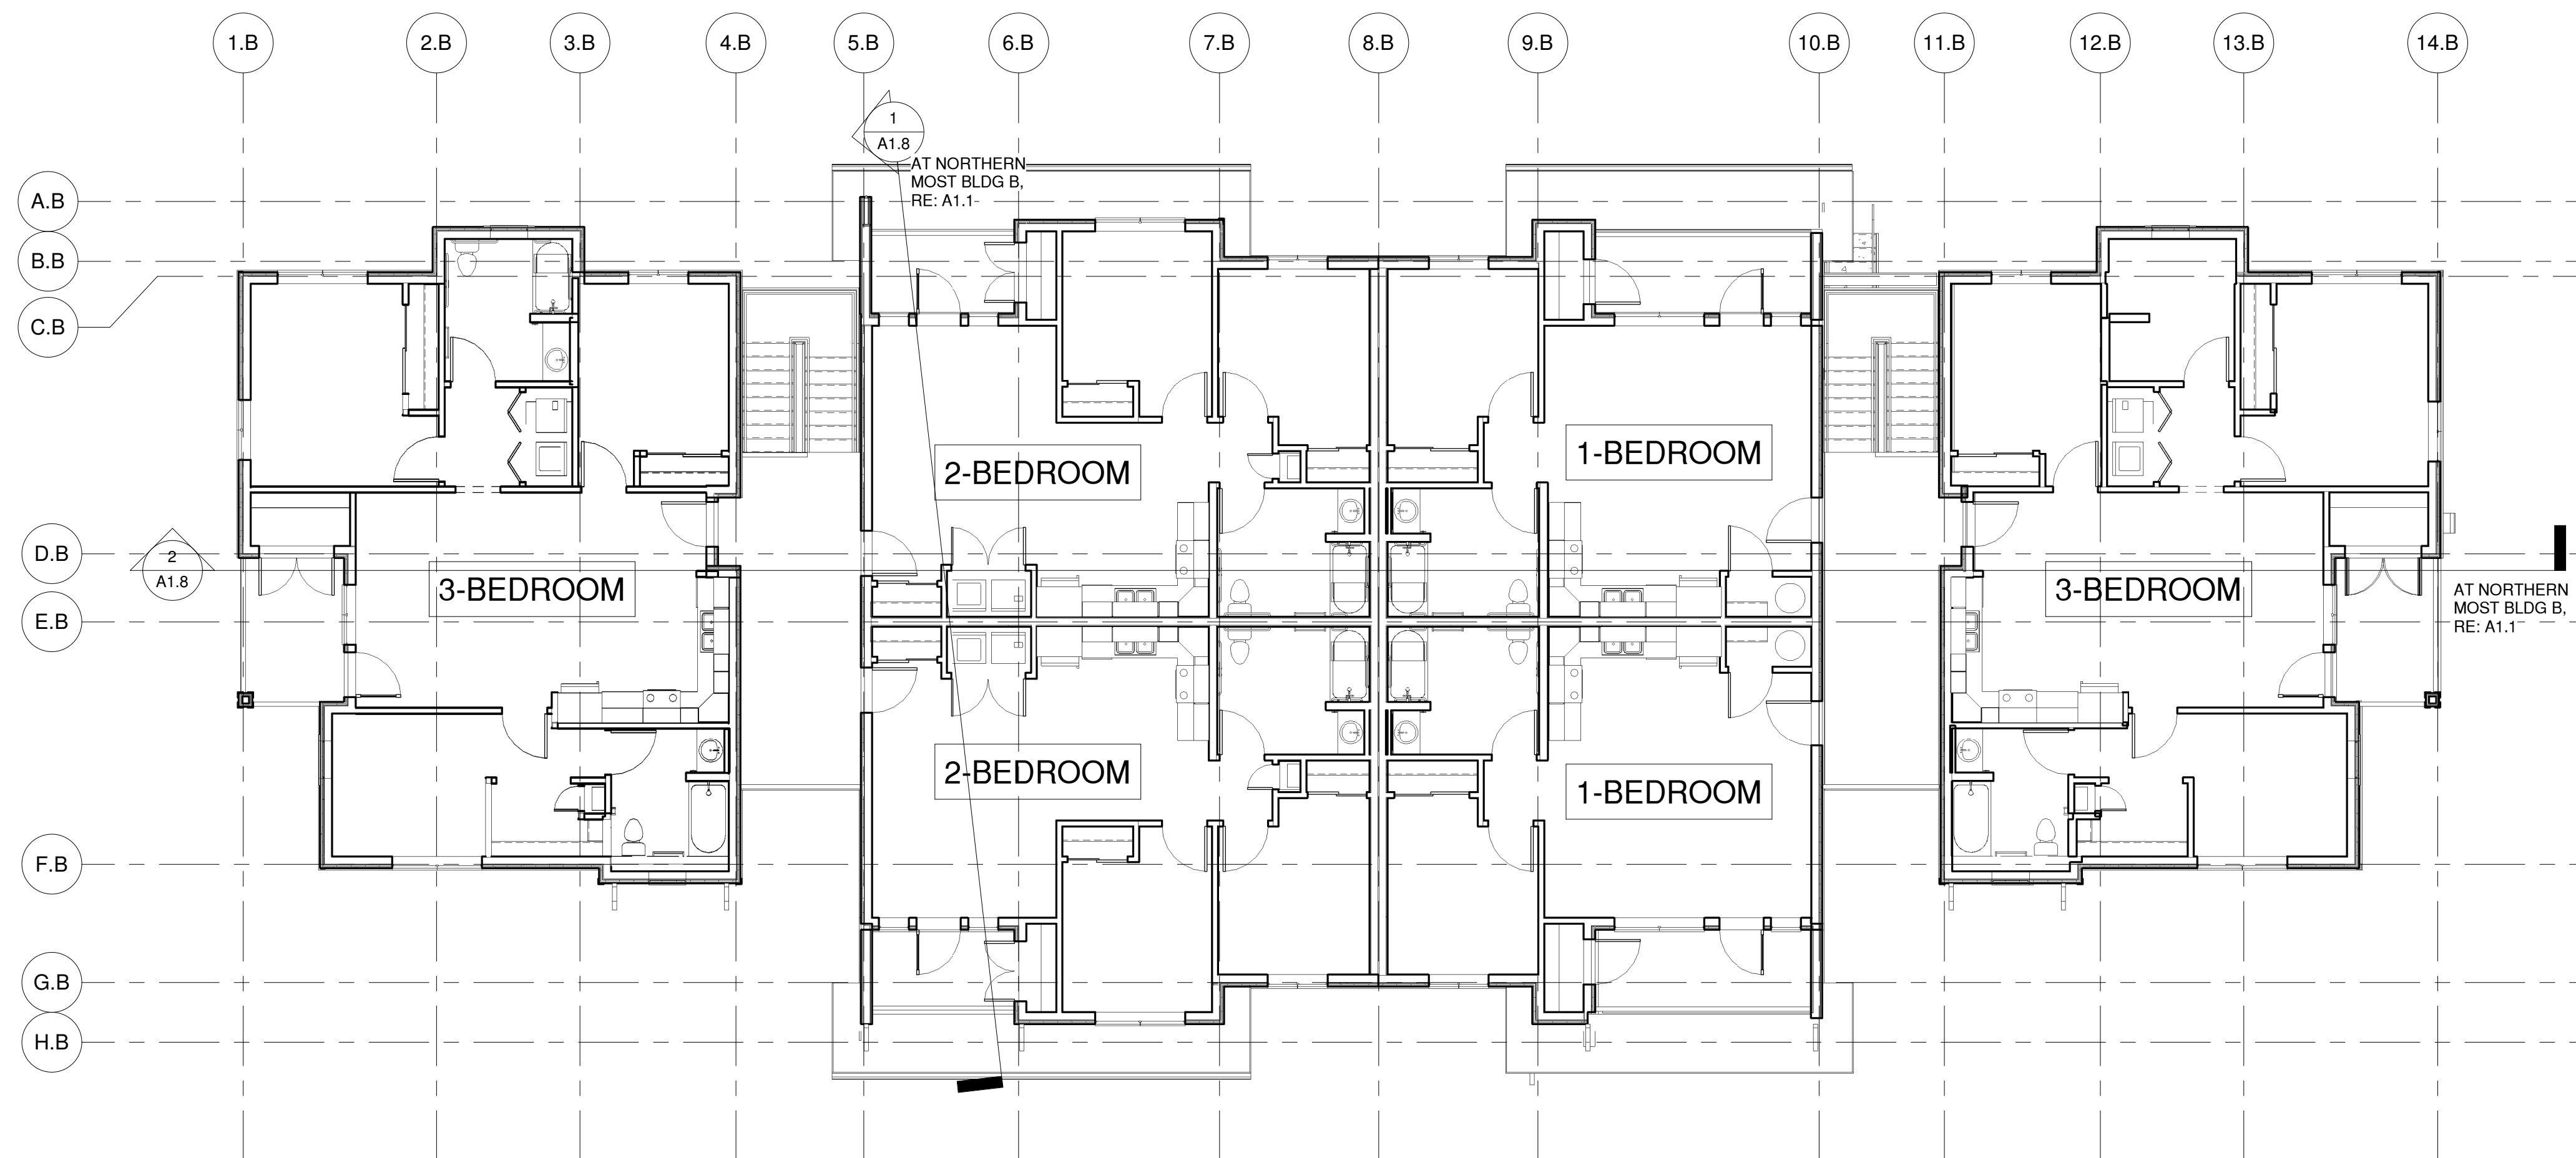 1.B
2.B
3.B
4.B
5.B
6.B
7.B
8.B
9.B
10.B
11.B
12.B
13.B
14.B
1
A1.8
AT NORTHERN
MOST BLDG B,
RE: A1.1
A.B
B.B
C.B
2-BEDROOM
1-BEDROOM
D.B
2
A1.8
3-BEDROOM
3-BEDROOM
AT NORTHERN
MOST BLDG B,
RE: A1.1
E.B
2-BEDROOM
1-BEDROOM
F.B
G.B
H.B